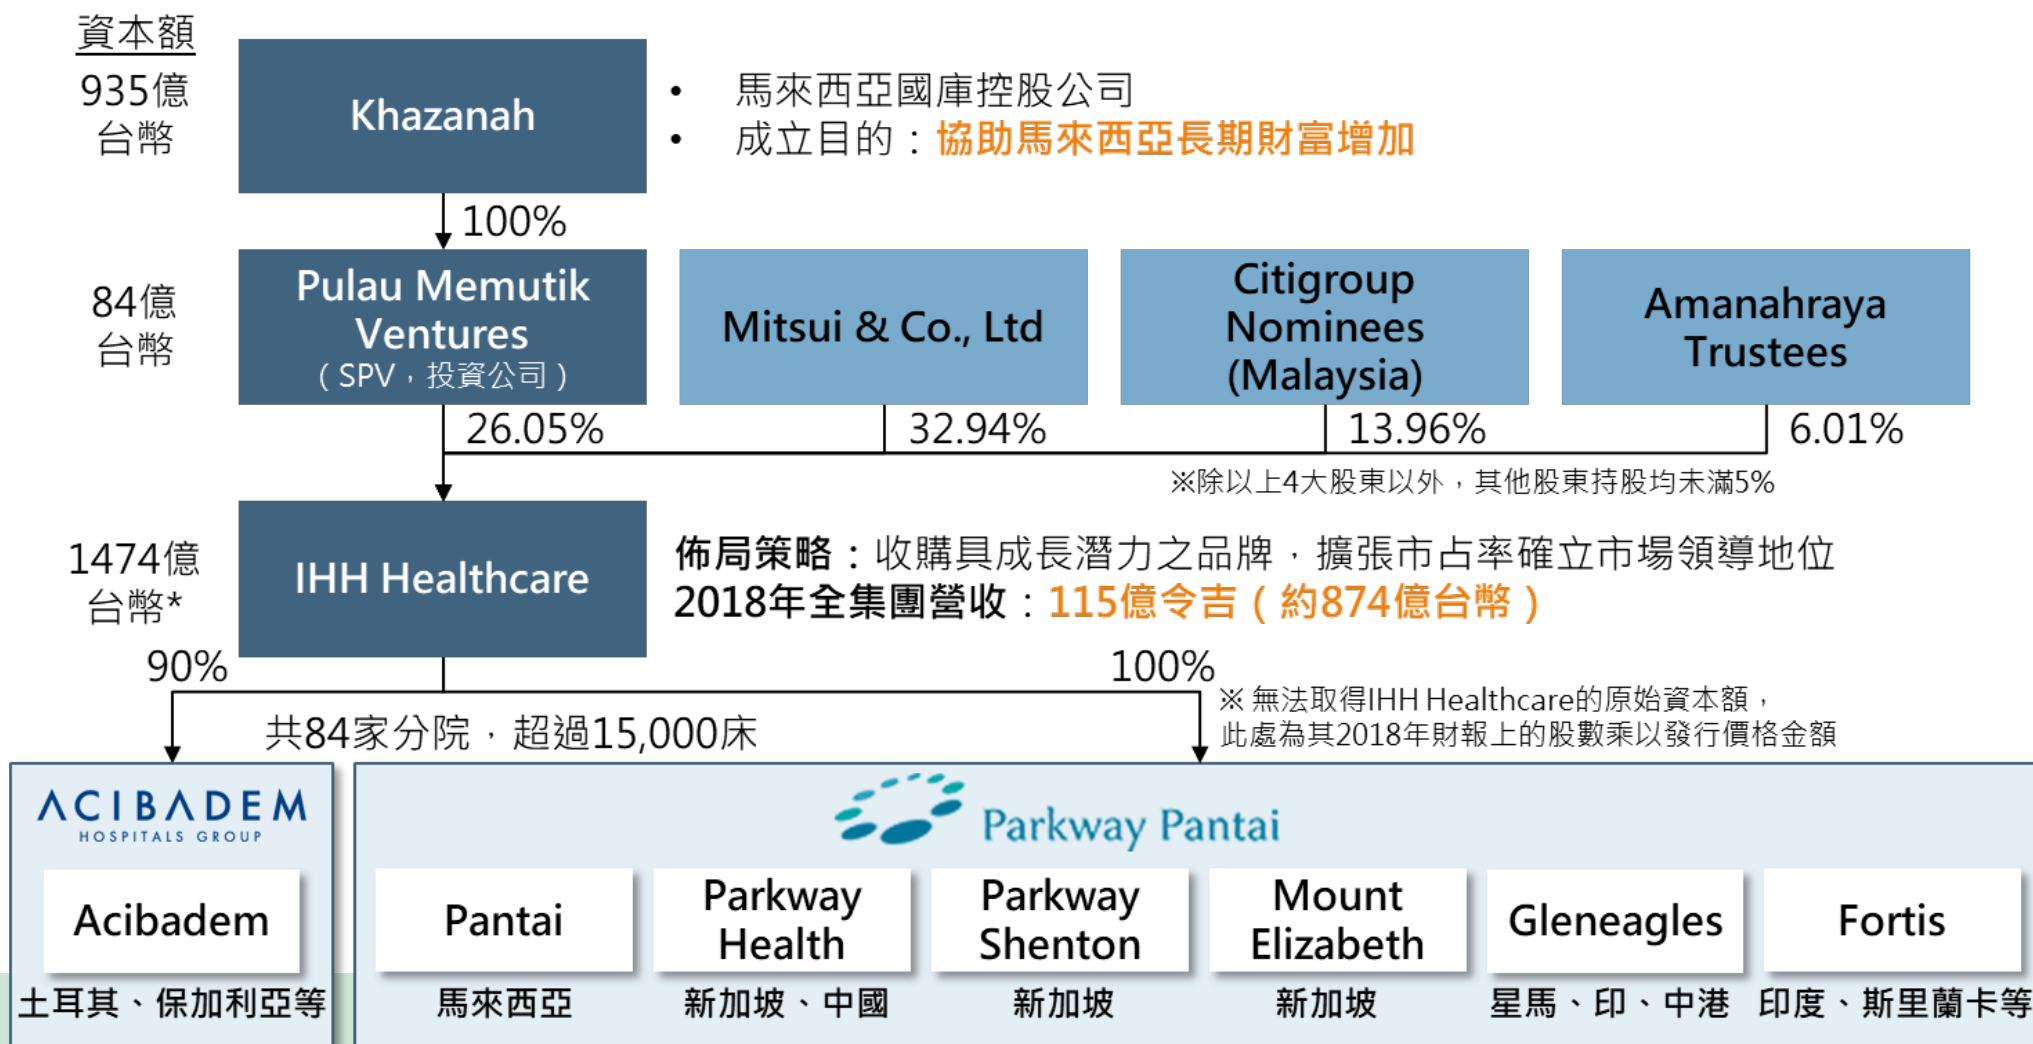 資本額
935億
台幣
Khazanah
• 馬來西亞國庫控股公司
• 成立目的：協助馬來西亞長期財富增加
100%
84億
台幣
Pulau Memutik
Ventures
（SPV，投資公司）
Mitsui & Co., Ltd
Citigroup
Nominees
(Malaysia)
Amanahraya
Trustees
26.05%
32.94%
13.96%
6.01%
※除以上4大股東以外，其他股東持股均未滿5%
1474億
台幣*
IHH Healthcare
佈局策略：收購具成長潛力之品牌，擴張市占率確立市場領導地位
2018年全集團營收：115億令吉（約874億台幣）
90%
100%
※ 無法取得IHH Healthcare的原始資本額，
此處為其2018年財報上的股數乘以發行價格金額
共84家分院，超過15,000床
ACIBADEM
HOSPITALS GROUP
Parkway Pantai
Acibadem
Pantai
Parkway
Health
Parkway
Shenton
Mount
Elizabeth
Gleneagles
Fortis
土耳其、保加利亞等
馬來西亞
新加坡、中國
新加坡
新加坡
星馬、印、中港
印度、斯里蘭卡等